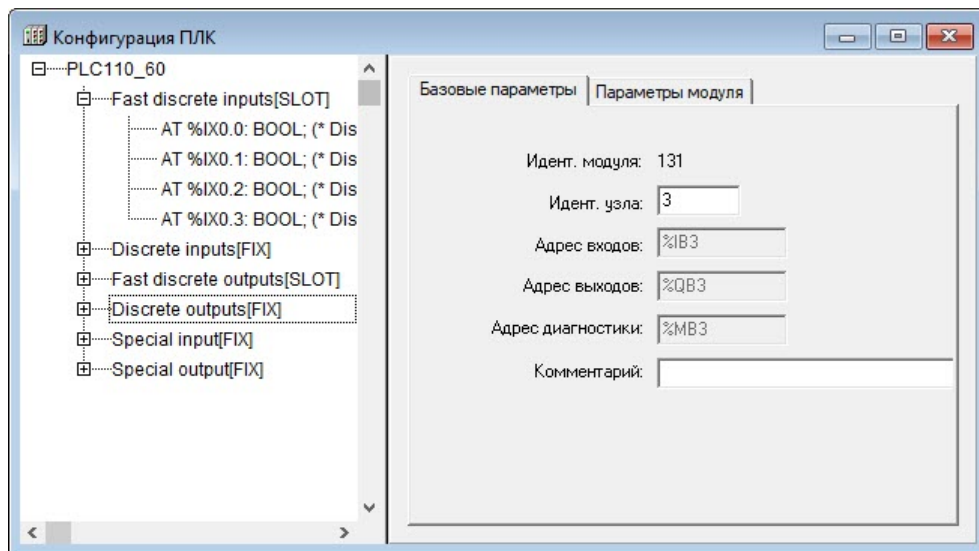 Конфигурация ПЛК
PLC110_60
Fast discrete inputs[SLOT]
AT %IX0.0: BOOL; (* Dis
AT %IX0.1: BOOL; (* Dis
AT %IX0.2: BOOL; (* Dis
AT %IX0.3: BOOL; (* Dis
Discrete inputs[FIX]
Fast discrete outputs[SLOT]
Discrete outputs[FIX]
Special input[FIX]
Special output[FIX]
Базовые параметры Параметры модуля
Идент. модуля: 131
Идент. узла: 3
Адрес входов: %IB3
Адрес выходов: %QB3
Адрес диагностики: %MB3
Комментарий: